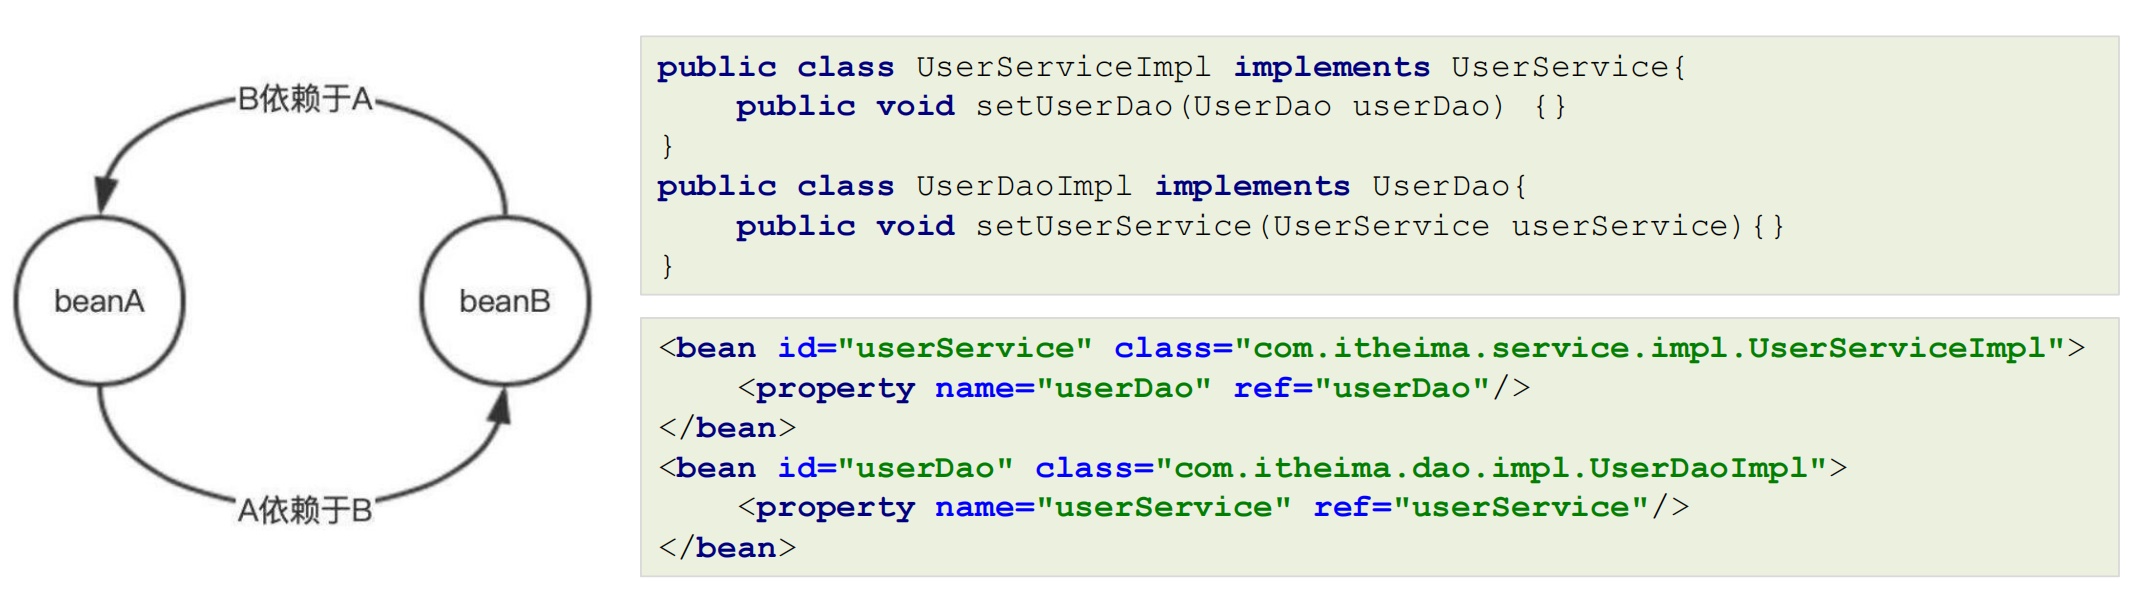 B依赖于A
beanA
beanB
A依赖于B
public class UserServiceImpl implements UserService{
    public void setUserDao(UserDao userDao) {}
}
public class UserDaoImpl implements UserDao{
    public void setUserService(UserService userService){}
}
<bean id="userService" class="com.itheima.service.impl.UserServiceImpl">
    <property name="userDao" ref="userDao"/>
</bean>
<bean id="userDao" class="com.itheima.dao.impl.UserDaoImpl">
    <property name="userService" ref="userService"/>
</bean>